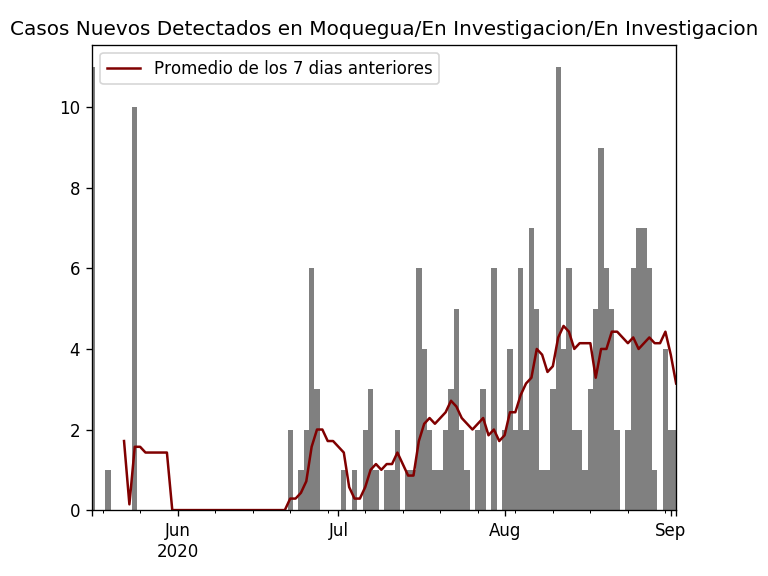 Casos Nuevos Detectados en Moquegua/En Investigacion/En Investigacion
Promedio de los 7 dias anteriores
10
8
6
4
2
0
Jun
2020
Jul
Aug
Sep